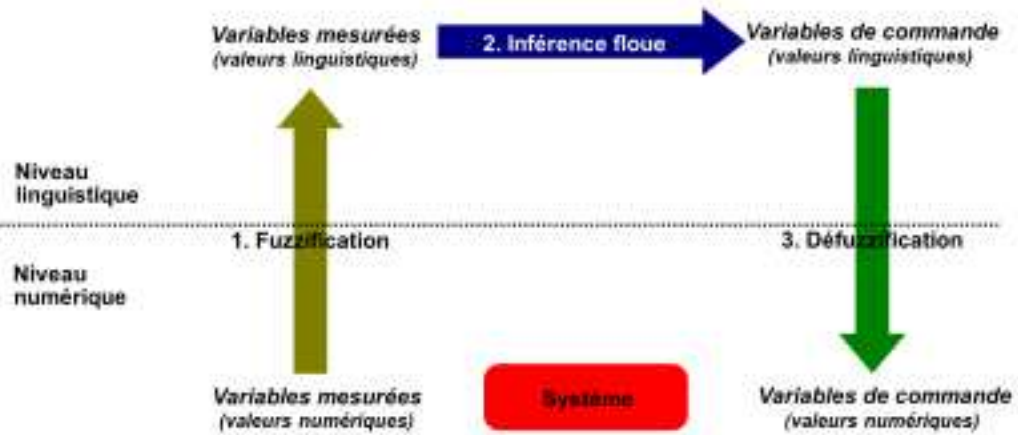 Variables mesurées
(valeurs linguistiques)
2. Inférence floue
Variables de commande
(valeurs linguistiques)
Niveau
linguistique
1. Fuzzification
3. Défuzzification
Niveau
numérique
Variables mesurées
(valeurs numériques)
Système
Variables de commande
(valeurs numériques)